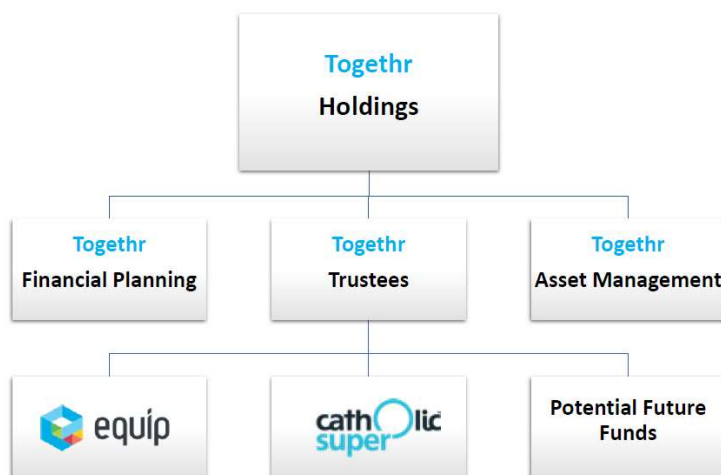 Togethr
Holdings
Togethr
Financial Planning
Togethr
Trustees
Togethr
Asset Management
equip
catholic
super
Potential Future
Funds